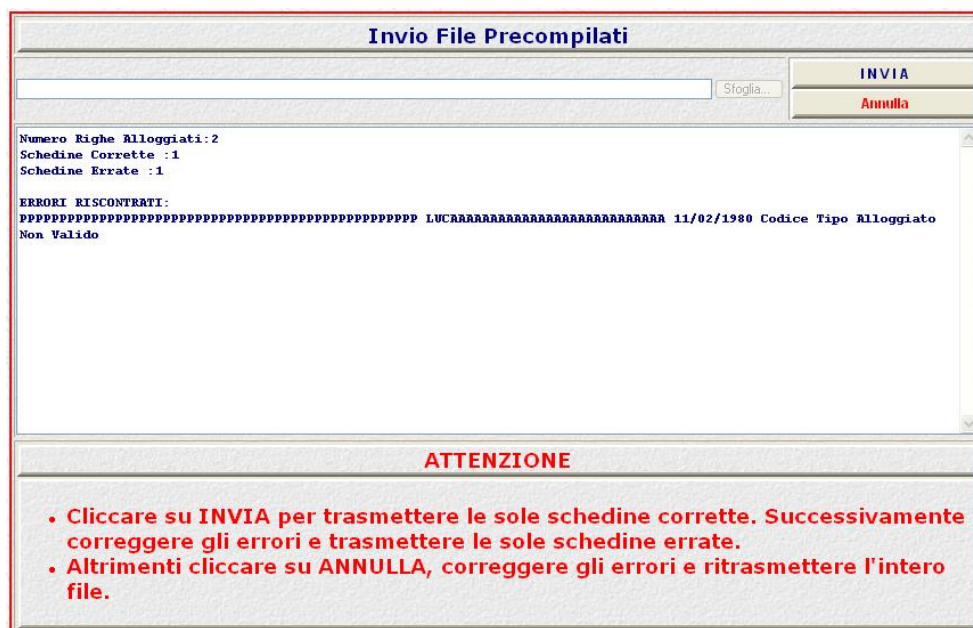 Invio File Precompilati
Sfoglia...
INVIA
Annulla
Numero Righe Alloggiati:2
Schedine Corrette :1
Schedine Errate :1
ERRORI RISCONTRATI:
PPPPPPPPPPPPPPPPPPPPPPPPPPPPPPPPPPPPPPPPPPPPPPPPPP LUCAAAAAAAAAAAAAAAAAAAAAAAAAAA 11/02/1980 Codice Tipo Alloggiato
Non Valido
ATTENZIONE
• Cliccare su INVIA per trasmettere le sole schedine corrette. Successivamente
correggere gli errori e trasmettere le sole schedine errate.
• Altrimenti cliccare su ANNULLA, correggere gli errori e ritrasmettere l'intero
file.